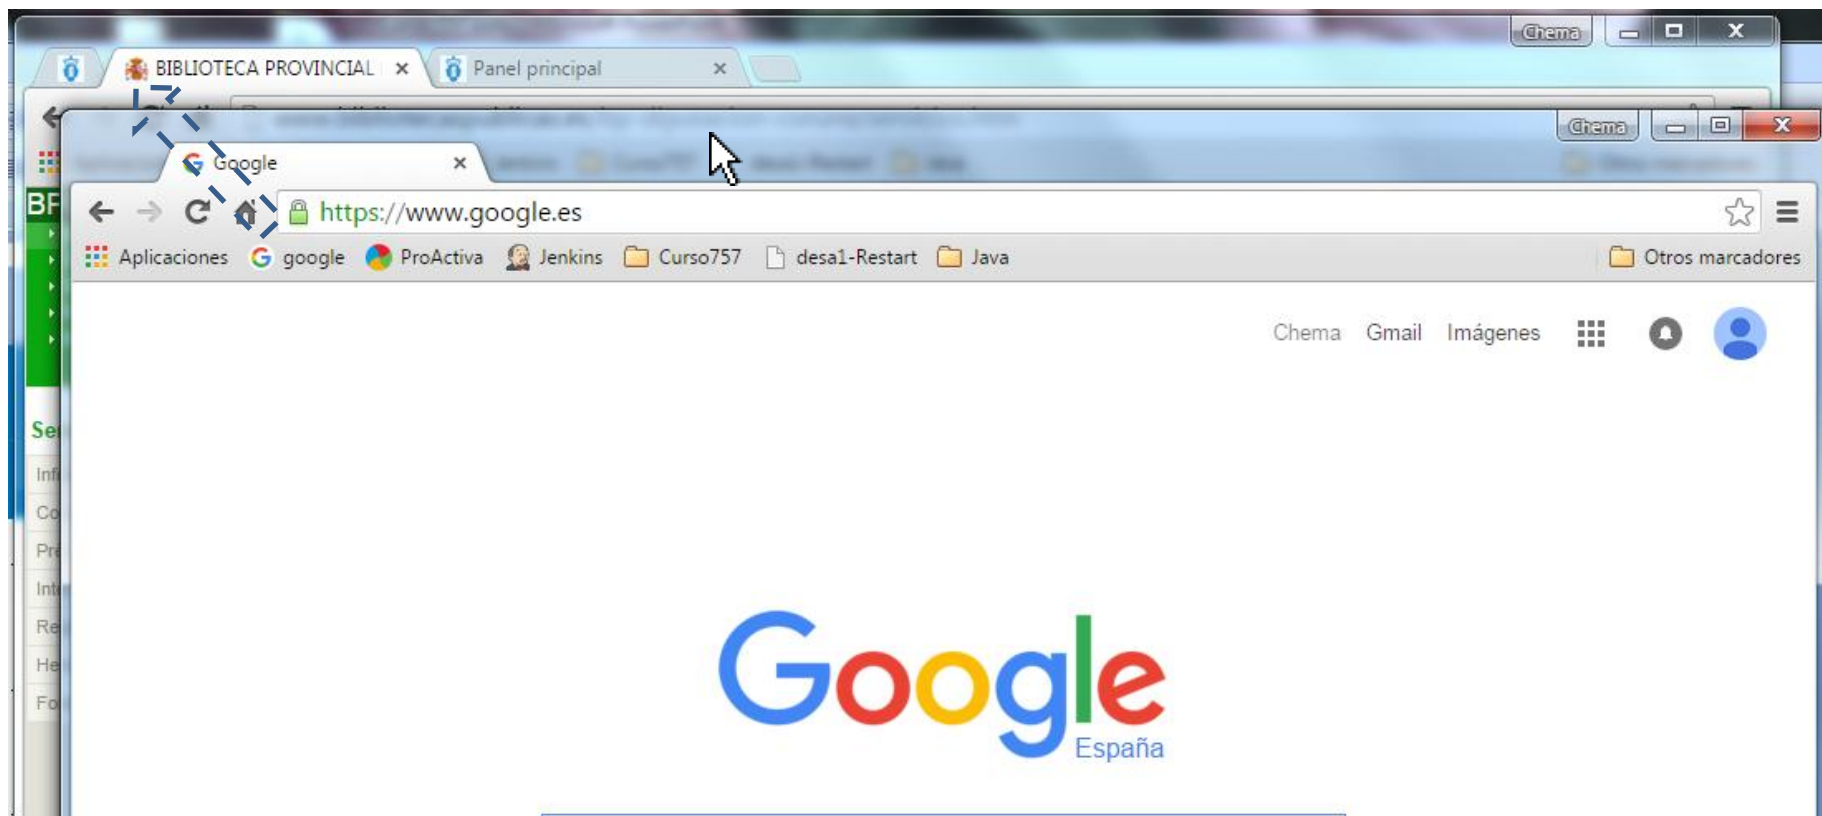 Chema
BIBLIOTECA PROVINCIAL
Panel principal
Chema
Google
https://www.google.es
Aplicaciones google ProActiva Jenkins Curso757 desa1-Restart Java Otros marcadores
Chema Gmail Imágenes
Google
España